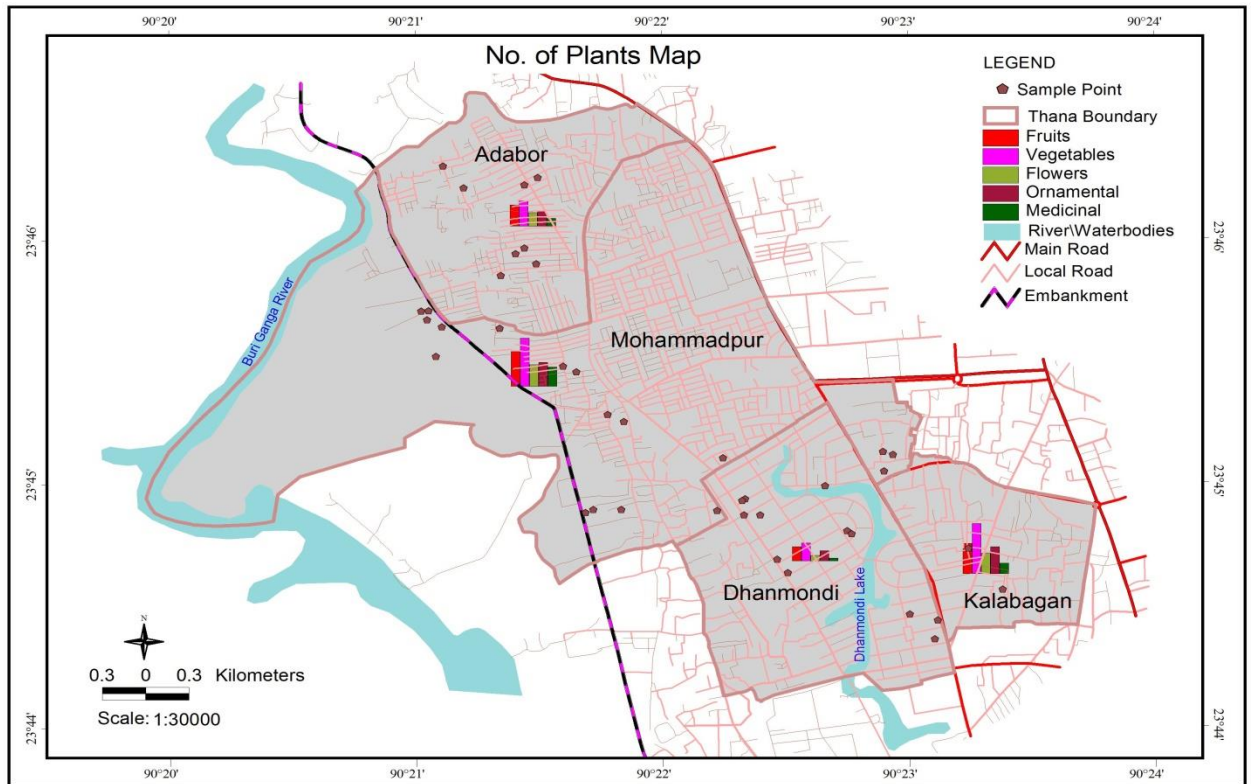 90°20'
90°21'
90°22'
90°23'
90°24'
No. of Plants Map
LEGEND
Sample Point
Thana Boundary
Fruits
Vegetables
Flowers
Ornamental
Medicinal
River\Waterbodies
Main Road
Local Road
Embankment
23°46'
23°46'
Adabor
Buri Ganga River
Mohammadpur
23°45'
23°45'
Dhanmondi
Dhanmondi Lake
Kalabagan
N
0.3 0 0.3 Kilometers
Scale: 1:30000
23°44'
23°44'
90°20'
90°21'
90°22'
90°23'
90°24'